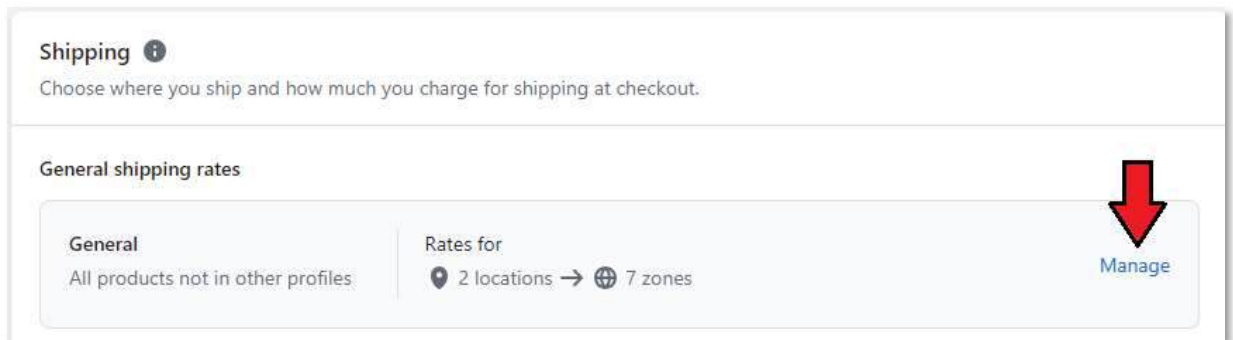 Shipping
Choose where you ship and how much you charge for shipping at checkout.
General shipping rates
General
All products not in other profiles
Rates for
2 locations → 7 zones
Manage